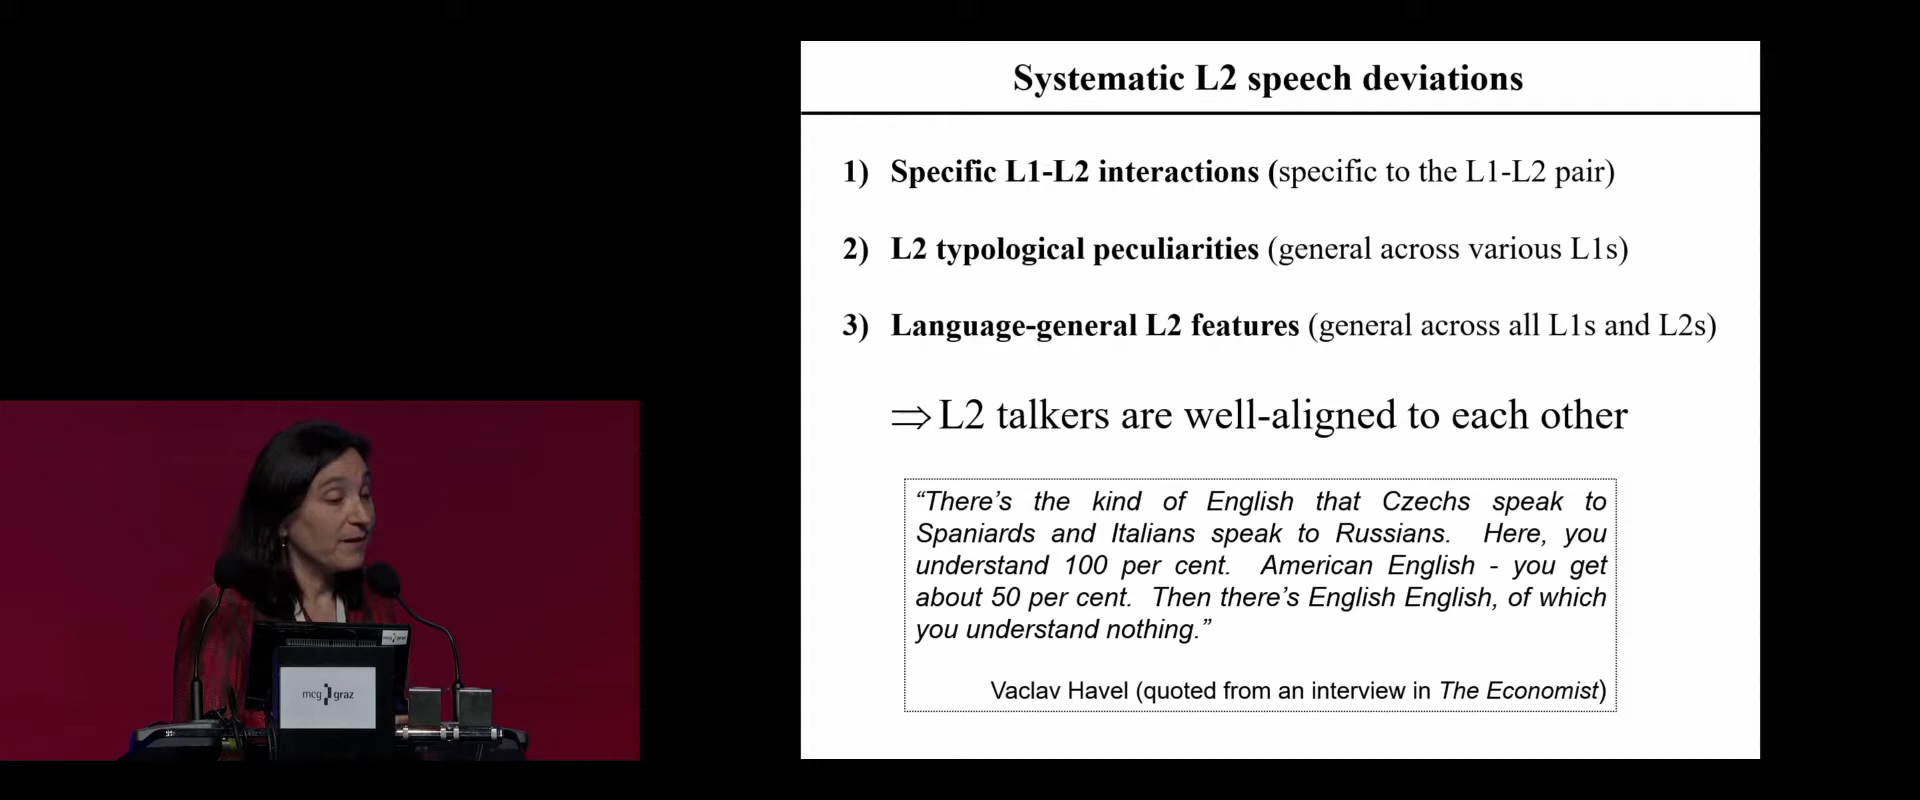 Systematic L2 speech deviations
1) Specific L1-L2 interactions (specific to the L1-L2 pair)
2) L2 typological peculiarities (general across various L1s)
3) Language-general L2 features (general across all L1s and L2s)
⇒ L2 talkers are well-aligned to each other
“There’s the kind of English that Czechs speak to
Spaniards and Italians speak to Russians. Here, you
understand 100 per cent. American English - you get
about 50 per cent. Then there’s English English, of which
you understand nothing.”
Vaclav Havel (quoted from an interview in The Economist)
mcg graz
mcg graz